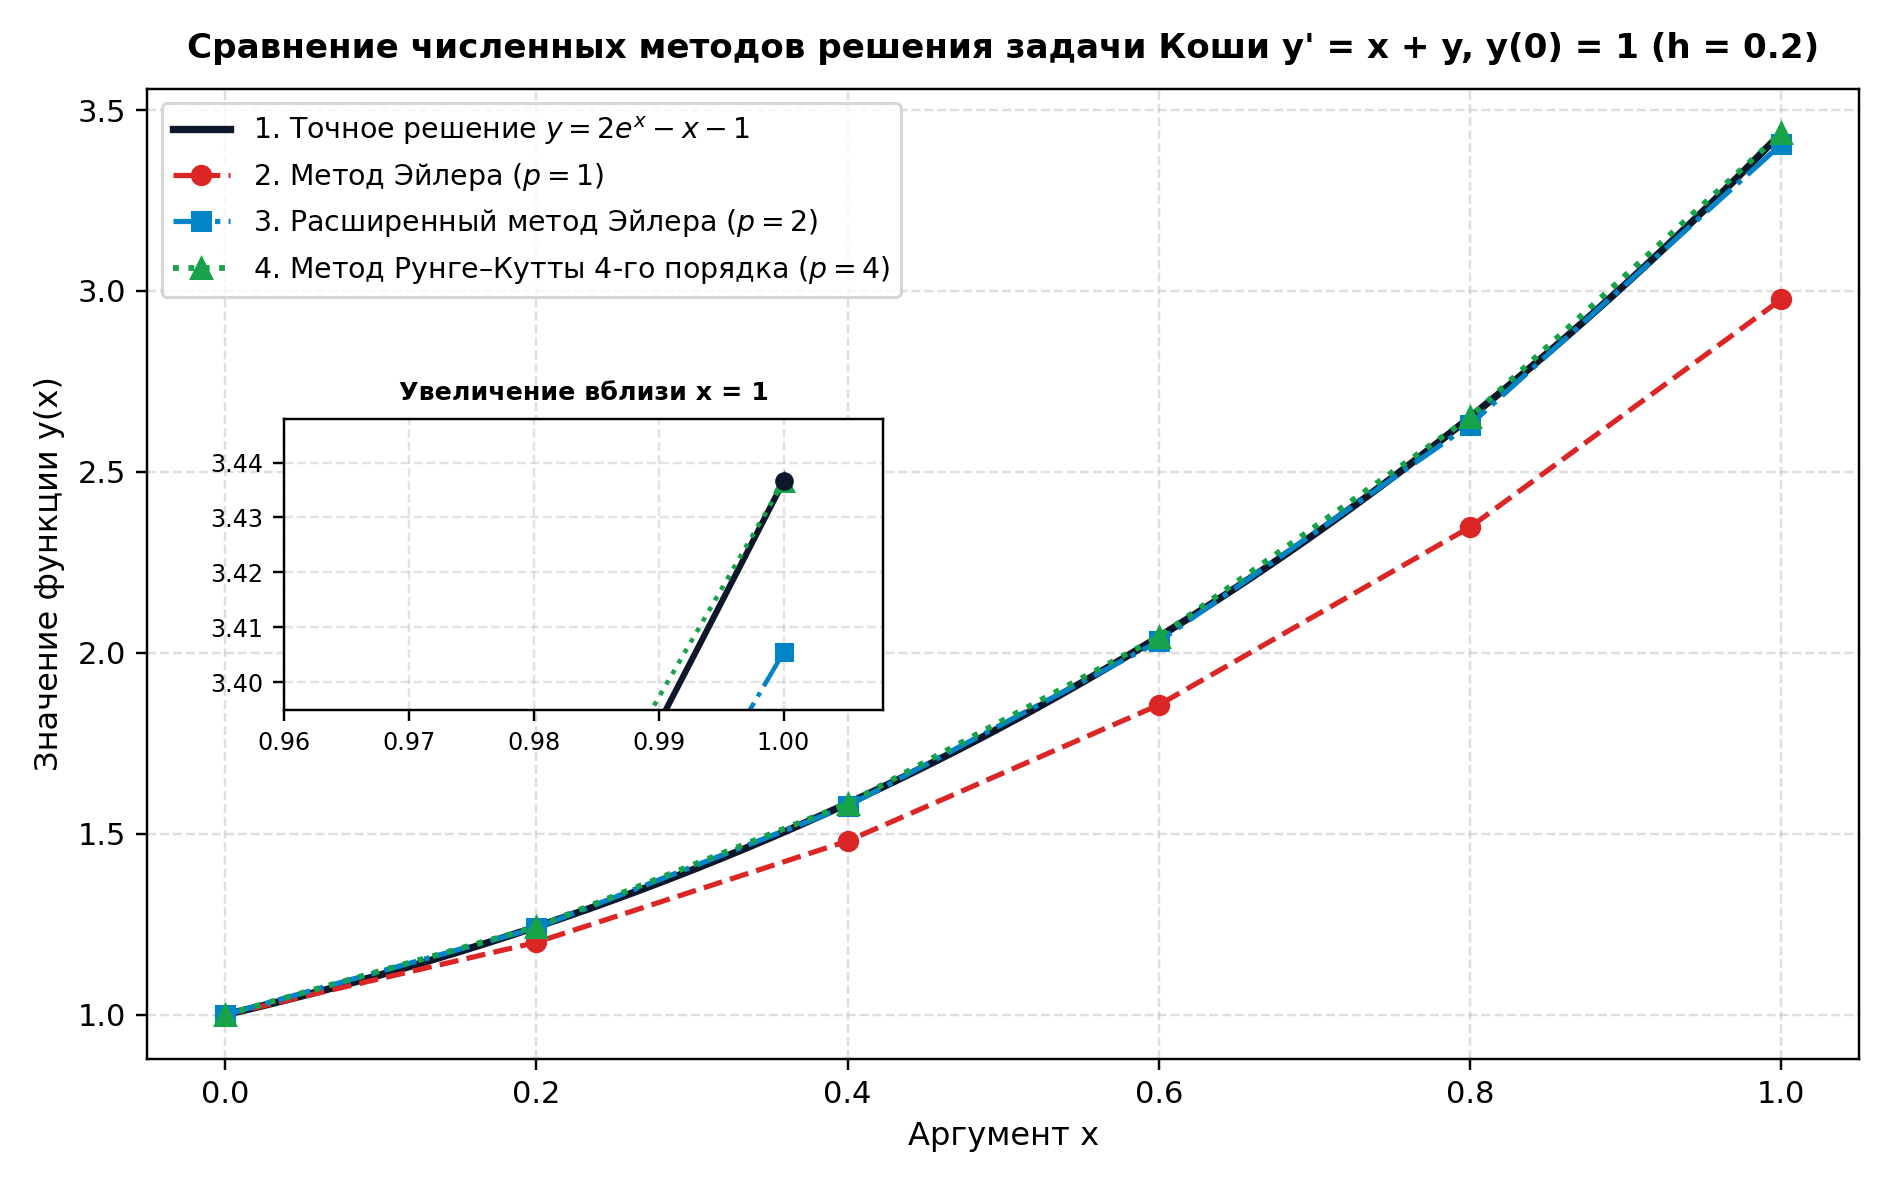 Сравнение численных методов решения задачи Коши y' = x + y, y(0) = 1 (h = 0.2)
1. Точное решение y = 2eˣ − x − 1
2. Метод Эйлера (p = 1)
3. Расширенный метод Эйлера (p = 2)
4. Метод Рунге–Кутты 4-го порядка (p = 4)
Значение функции y(x)
3.5
3.0
2.5
2.0
1.5
1.0
Увеличение вблизи x = 1
3.44
3.43
3.42
3.41
3.40
0.96 0.97 0.98 0.99 1.00
0.0 0.2 0.4 0.6 0.8 1.0
Аргумент x